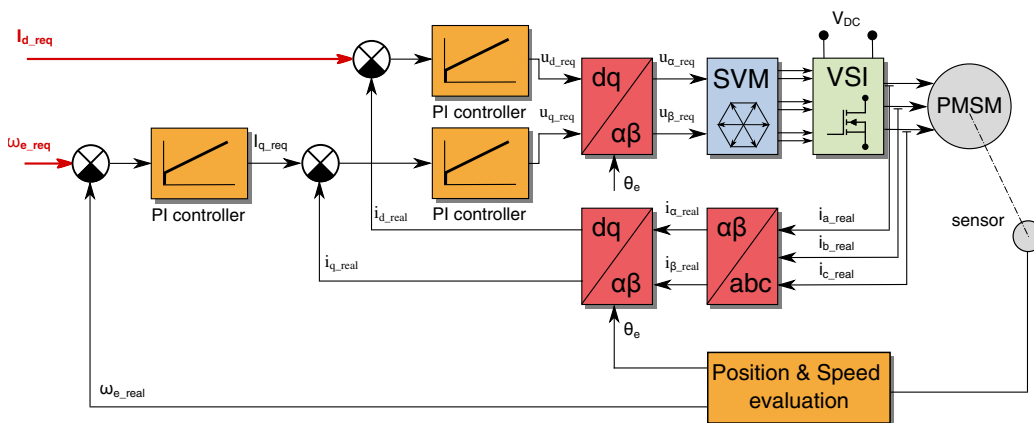 I_d_req
V_DC
u_d_req
dq
αβ
u_α_req
SVM
VSI
PMSM
PI controller
u_q_req
u_β_req
ω_e_req
I_q_req
PI controller
PI controller
θ_e
i_d_real
i_α_real
i_a_real
sensor
dq
αβ
αβ
abc
i_b_real
i_q_real
i_β_real
i_c_real
θ_e
Position & Speed
evaluation
ω_e_real